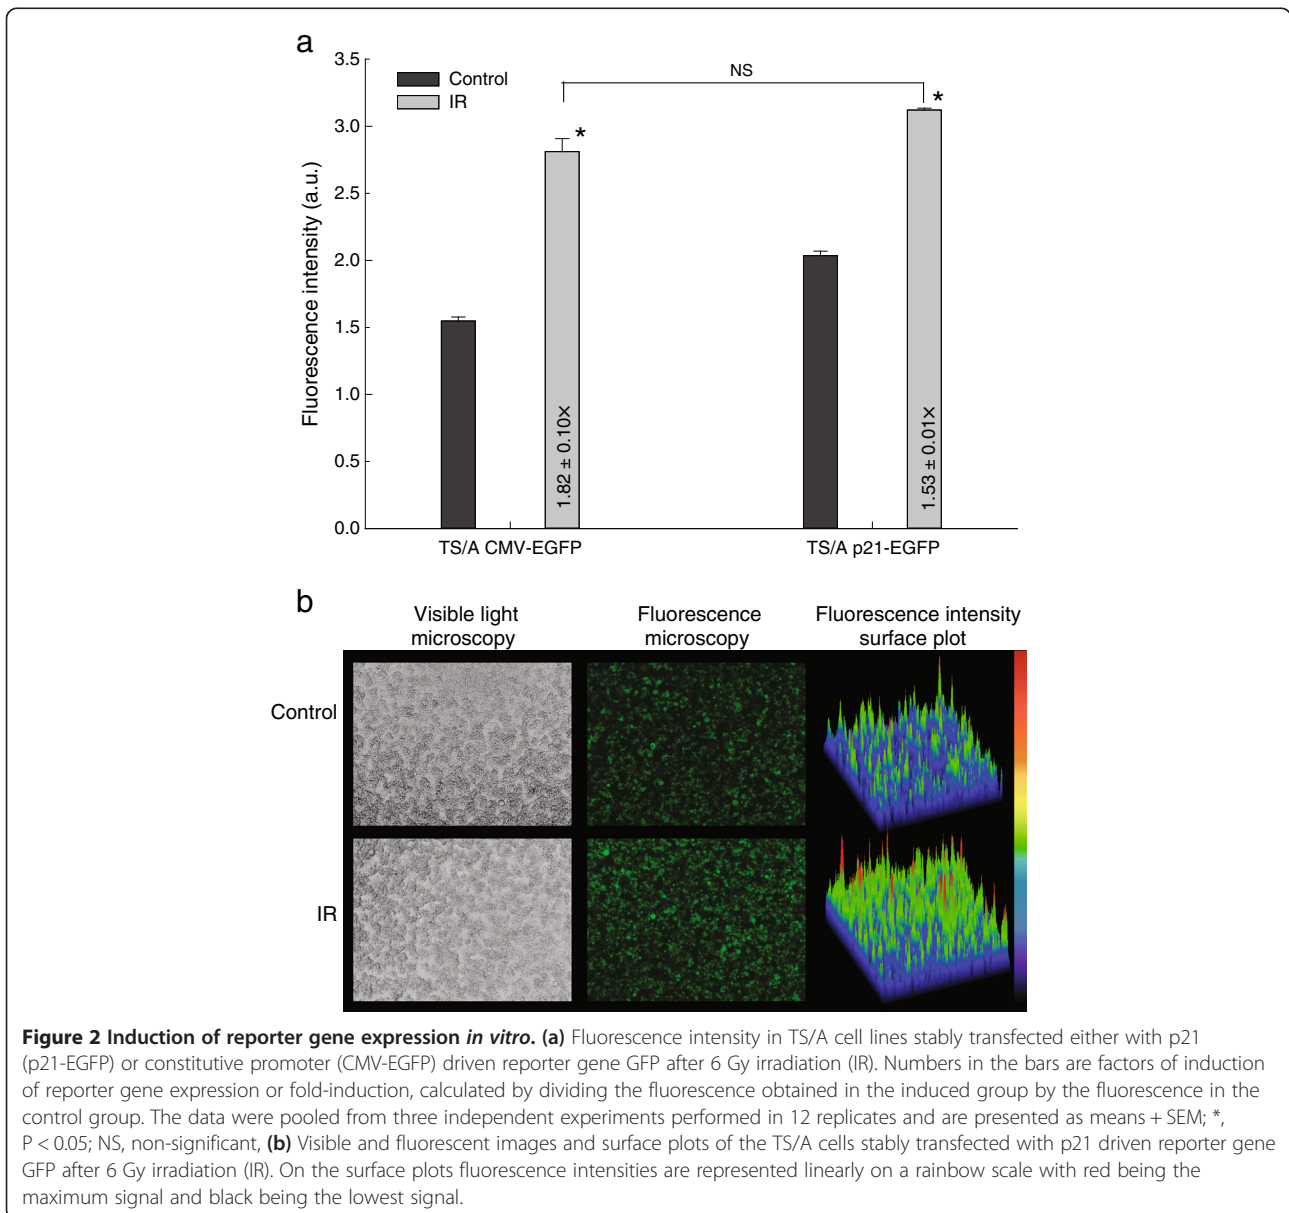 a
3.5
3.0
2.5
2.0
1.5
1.0
0.5
0.0
Fluorescence intensity (a.u.)
Control
IR
NS
*
*
1.82 ± 0.10×
1.53 ± 0.01×
TS/A CMV-EGFP
TS/A p21-EGFP
b
Visible light
microscopy
Fluorescence
microscopy
Fluorescence intensity
surface plot
Control
IR
Figure 2 Induction of reporter gene expression in vitro. (a) Fluorescence intensity in TS/A cell lines stably transfected either with p21
(p21-EGFP) or constitutive promoter (CMV-EGFP) driven reporter gene GFP after 6 Gy irradiation (IR). Numbers in the bars are factors of induction
of reporter gene expression or fold-induction, calculated by dividing the fluorescence obtained in the induced group by the fluorescence in the
control group. The data were pooled from three independent experiments performed in 12 replicates and are presented as means + SEM; *,
P < 0.05; NS, non-significant, (b) Visible and fluorescent images and surface plots of the TS/A cells stably transfected with p21 driven reporter gene
GFP after 6 Gy irradiation (IR). On the surface plots fluorescence intensities are represented linearly on a rainbow scale with red being the
maximum signal and black being the lowest signal.